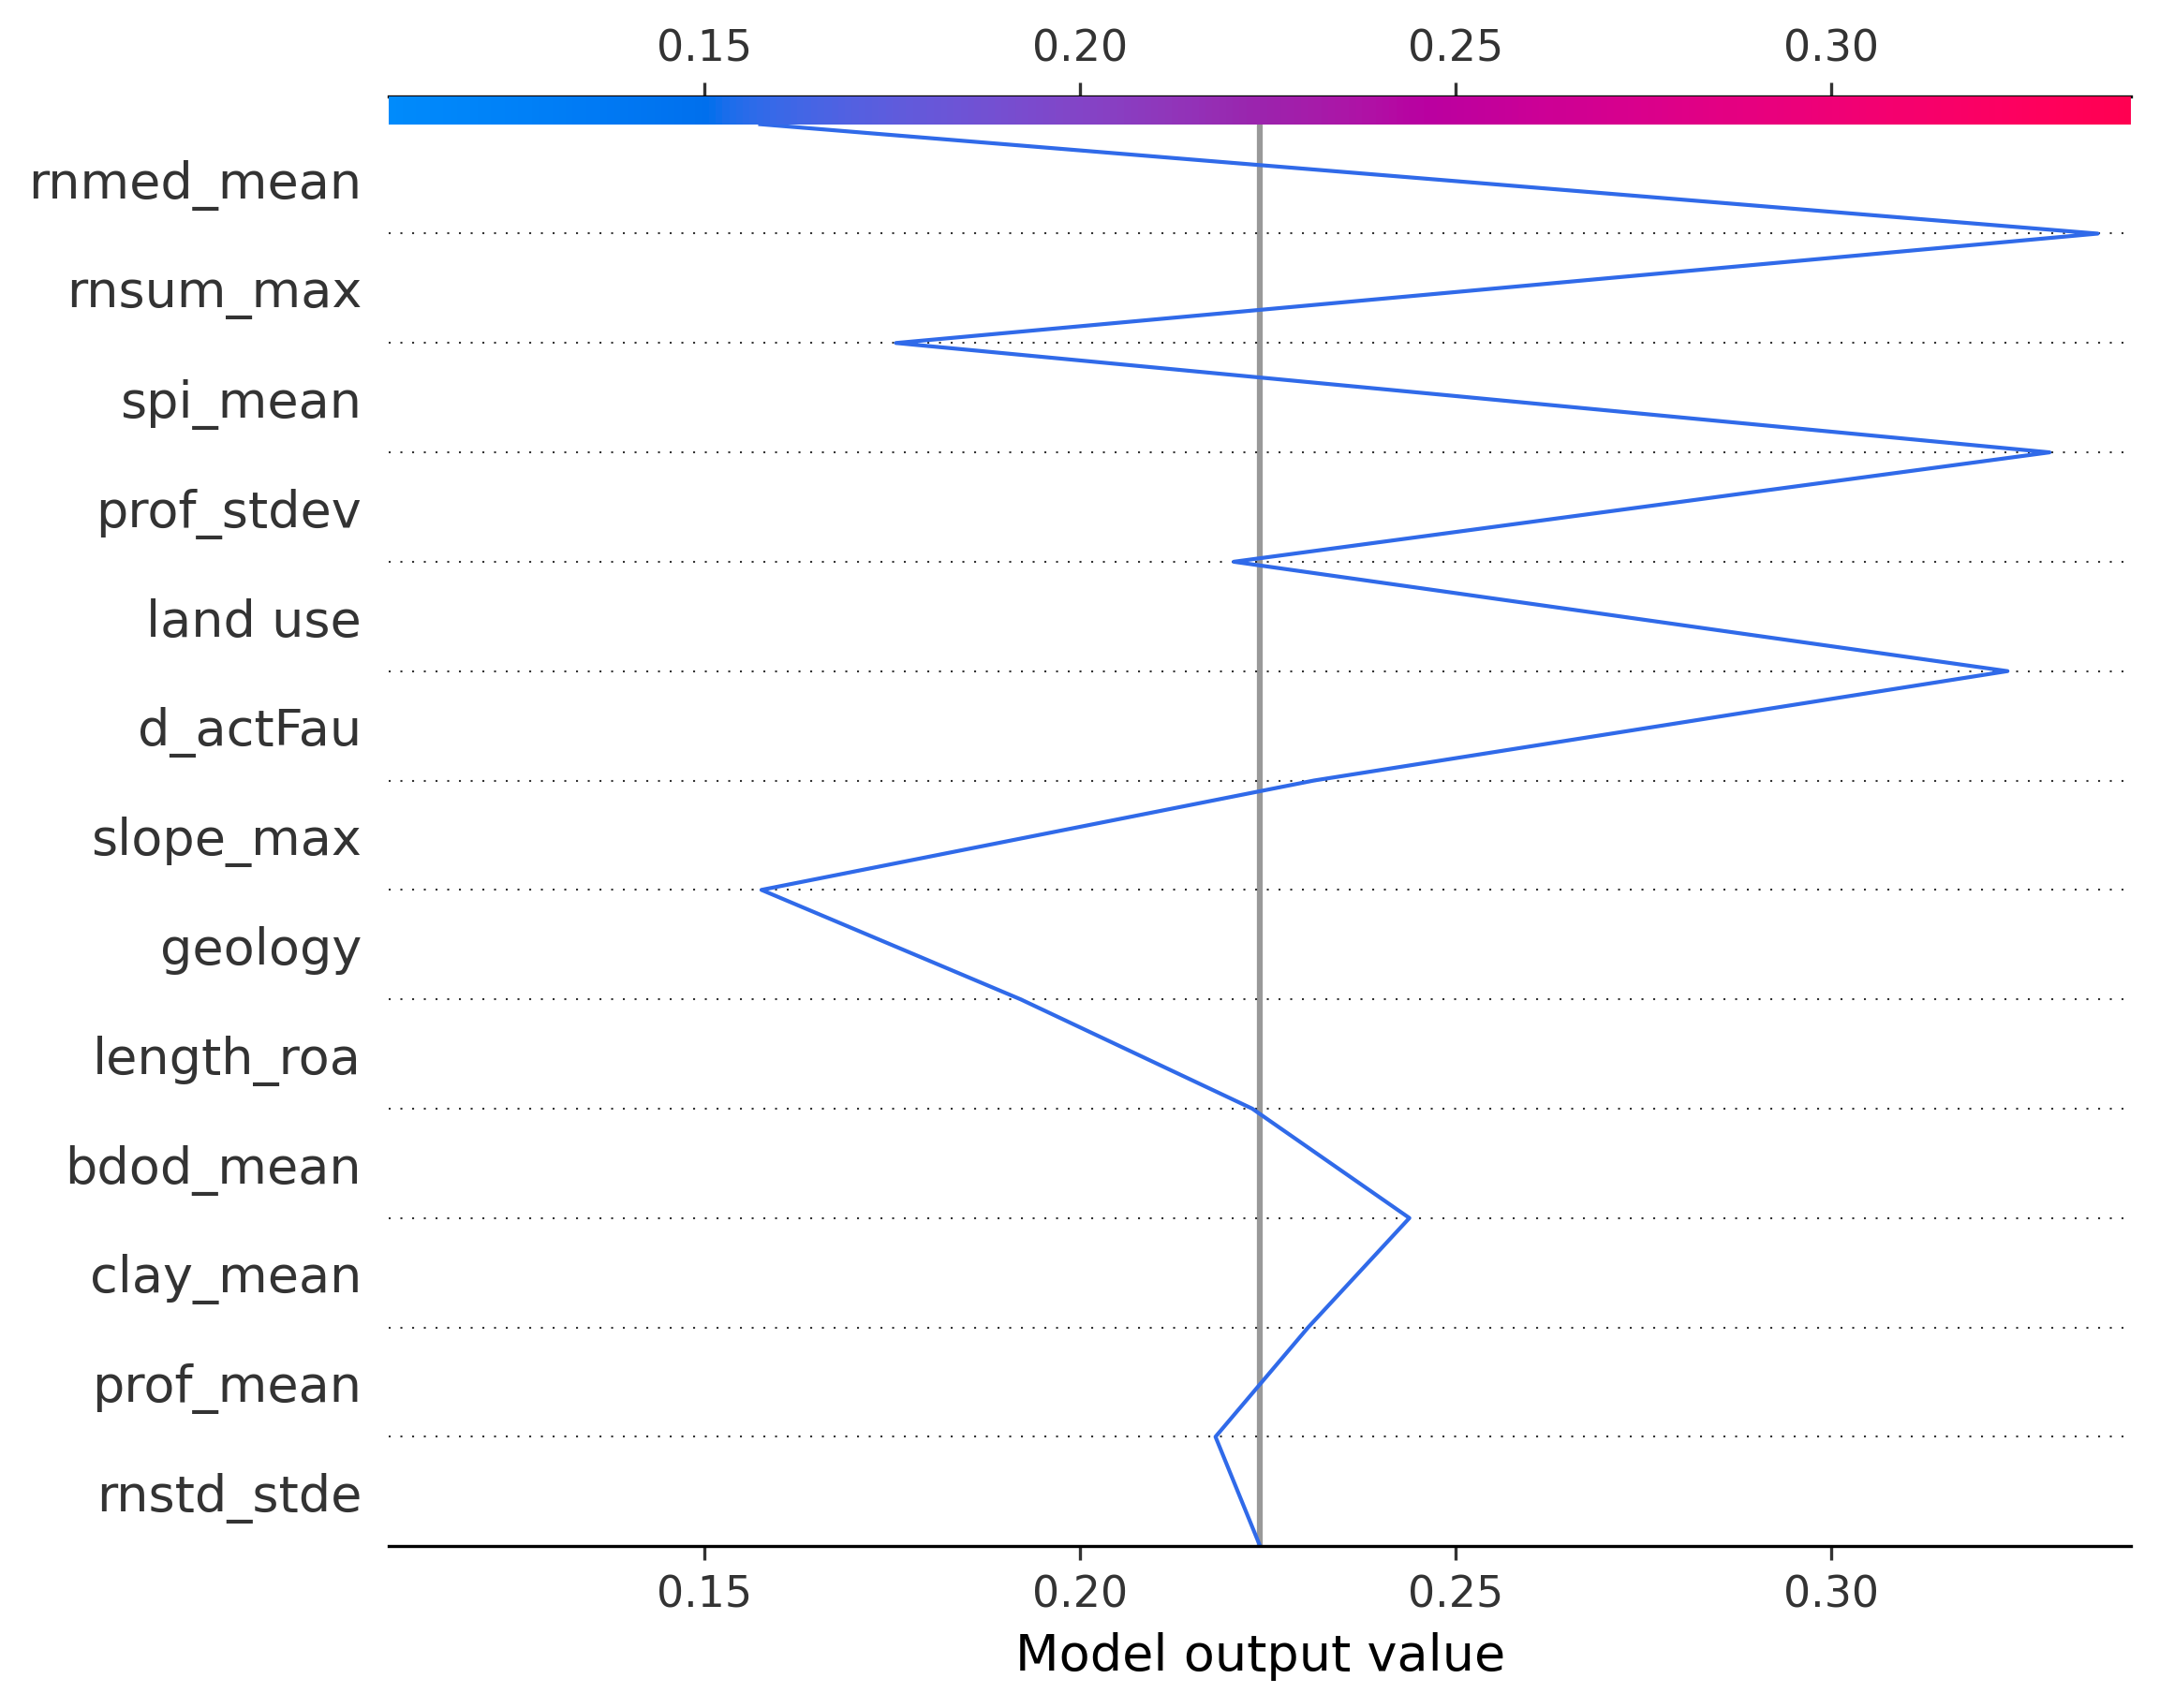 0.15 0.20 0.25 0.30
rnmed_mean
rnsum_max
spi_mean
prof_stdev
land use
d_actFau
slope_max
geology
length_roa
bdod_mean
clay_mean
prof_mean
rnstd_stde
0.15 0.20 0.25 0.30
Model output value